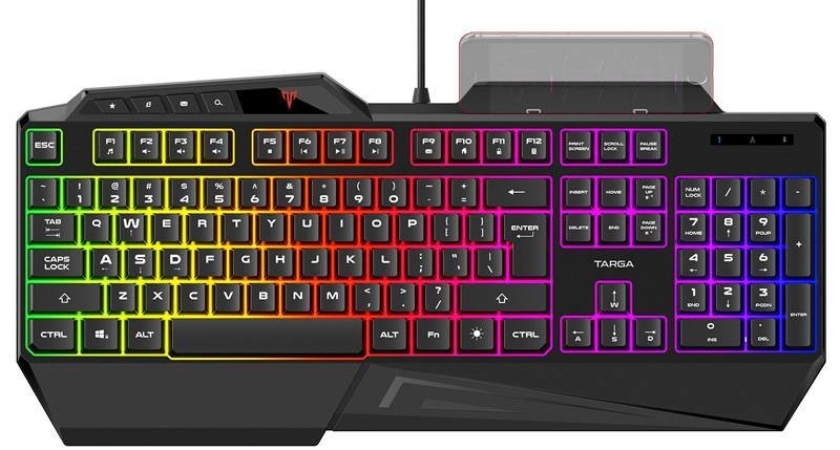 1 A
ESC F1 F2 F3 F4 F5 F6 F7 F8 F9 F10 F11 F12 PRINT SCREEN SCROLL LOCK PAUSE BREAK
~ ! 1 @ 2 # 3 $ 4 % 5 ^ 6 & 7 * 8 ( 9 ) 0 - + = ← INSERT HOME PAGE UP NUM LOCK / * -
TAB Q W E R T Y U I O P { [ } ] ENTER DELETE END PAGE DOWN 7 HOME 8 ↑ 9 PGUP +
CAPS LOCK A S D F G H J K L : ; " ' | \ TARGA 4 ← 5 6 →
⇧ Z X C V B N M < , > . ? / ⇧ ↑ W 1 END 2 ↓ 3 PGDN ENTER
CTRL ALT ALT Fn CTRL ← A ↓ S → D 0 INS . DEL